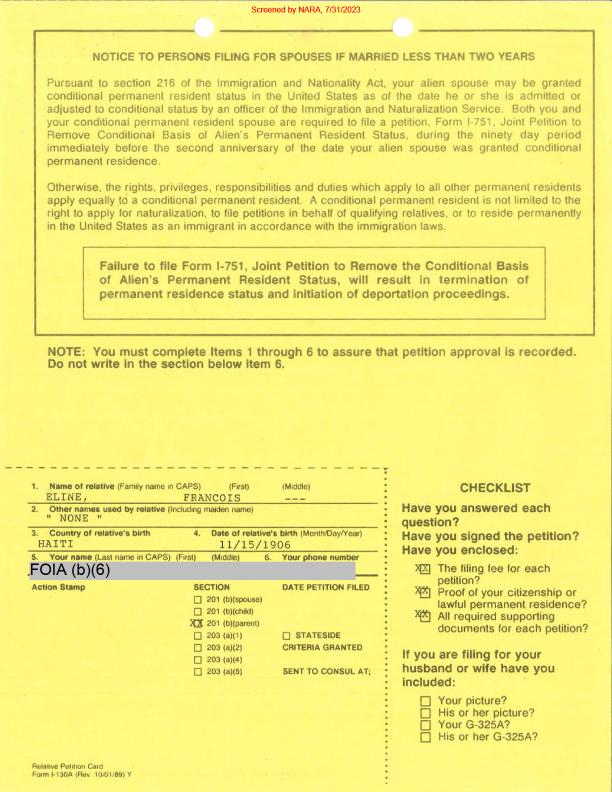 Screened by NARA, 7/31/2023
NOTICE TO PERSONS FILING FOR SPOUSES IF MARRIED LESS THAN TWO YEARS
Pursuant to section 216 of the Immigration and Nationality Act, your alien spouse may be granted
conditional permanent resident status in the United States as of the date he or she is admitted or
adjusted to conditional status by an officer of the Immigration and Naturalization Service. Both you and
your conditional permanent resident spouse are required to file a petition, Form I-751, Joint Petition to
Remove Conditional Basis of Alien's Permanent Resident Status, during the ninety day period
immediately before the second anniversary of the date your alien spouse was granted conditional
permanent residence.
Otherwise, the rights, privileges, responsibilities and duties which apply to all other permanent residents
apply equally to a conditional permanent resident. A conditional permanent resident is not limited to the
right to apply for naturalization, to file petitions in behalf of qualifying relatives, or to reside permanently
in the United States as an immigrant in accordance with the immigration laws.
Failure to file Form I-751, Joint Petition to Remove the Conditional Basis
of Alien's Permanent Resident Status, will result in termination of
permanent residence status and initiation of deportation proceedings.
NOTE: You must complete Items 1 through 6 to assure that petition approval is recorded.
Do not write in the section below item 6.
1. Name of relative (Family name in CAPS) (First) (Middle)
ELINE, FRANCOIS ---
2. Other names used by relative (Including maiden name)
" NONE "
3. Country of relative's birth 4. Date of relative's birth (Month/Day/Year)
HAITI 11/15/1906
5. Your name (Last name in CAPS) (First) (Middle) 6. Your phone number
FOIA (b)(6)
Action Stamp SECTION DATE PETITION FILED
201 (b)(spouse)
201 (b)(child)
XX 201 (b)(parent)
203 (a)(1) STATESIDE
203 (a)(2) CRITERIA GRANTED
203 (a)(4)
203 (a)(5) SENT TO CONSUL AT;
Relative Petition Card
Form I-130A (Rev. 10/01/89) Y
CHECKLIST
Have you answered each
question?
Have you signed the petition?
Have you enclosed:
XX The filing fee for each
petition?
XX Proof of your citizenship or
lawful permanent residence?
XX All required supporting
documents for each petition?
If you are filing for your
husband or wife have you
included:
Your picture?
His or her picture?
Your G-325A?
His or her G-325A?